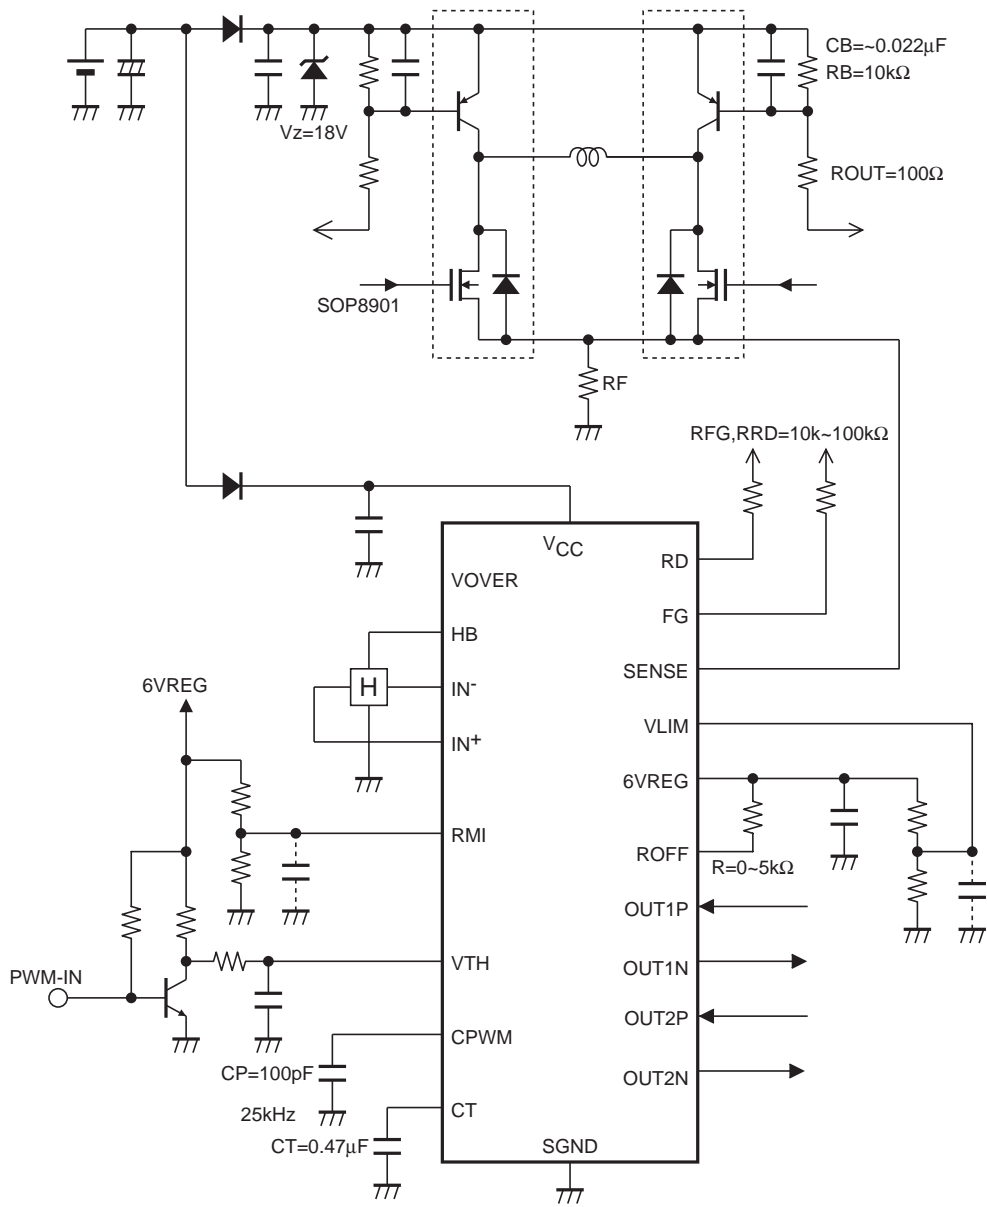 CB=~0.022μF
RB=10kΩ
Vz=18V
ROUT=100Ω
SOP8901
RF
RFG,RRD=10k~100kΩ
VCC
RD
VOVER
FG
HB
SENSE
6VREG
H
IN-
VLIM
IN+
6VREG
RMI
ROFF
R=0~5kΩ
OUT1P
VTH
OUT1N
PWM-IN
OUT2P
CPWM
CP=100pF
OUT2N
25kHz
CT
CT=0.47μF
SGND